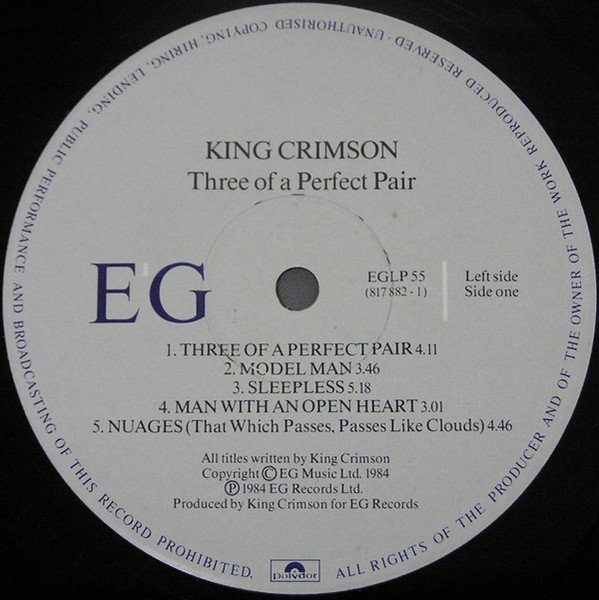 KING CRIMSON
Three of a Perfect Pair
E'G
EGLP 55
(817 882 - 1)
Left side
Side one
1. THREE OF A PERFECT PAIR 4.11
2. MODEL MAN 3.46
3. SLEEPLESS 5.18
4. MAN WITH AN OPEN HEART 3.01
5. NUAGES (That Which Passes, Passes Like Clouds) 4.46
All titles written by King Crimson
Copyright Ⓒ EG Music Ltd. 1984
Ⓟ 1984 EG Records Ltd.
Produced by King Crimson for EG Records
polydor
ALL RIGHTS OF THE PRODUCER AND OF THE OWNER OF THE WORK REPRODUCED RESERVED · UNAUTHORISED COPYING, HIRING, LENDING, PUBLIC PERFORMANCE AND BROADCASTING OF THIS RECORD PROHIBITED.